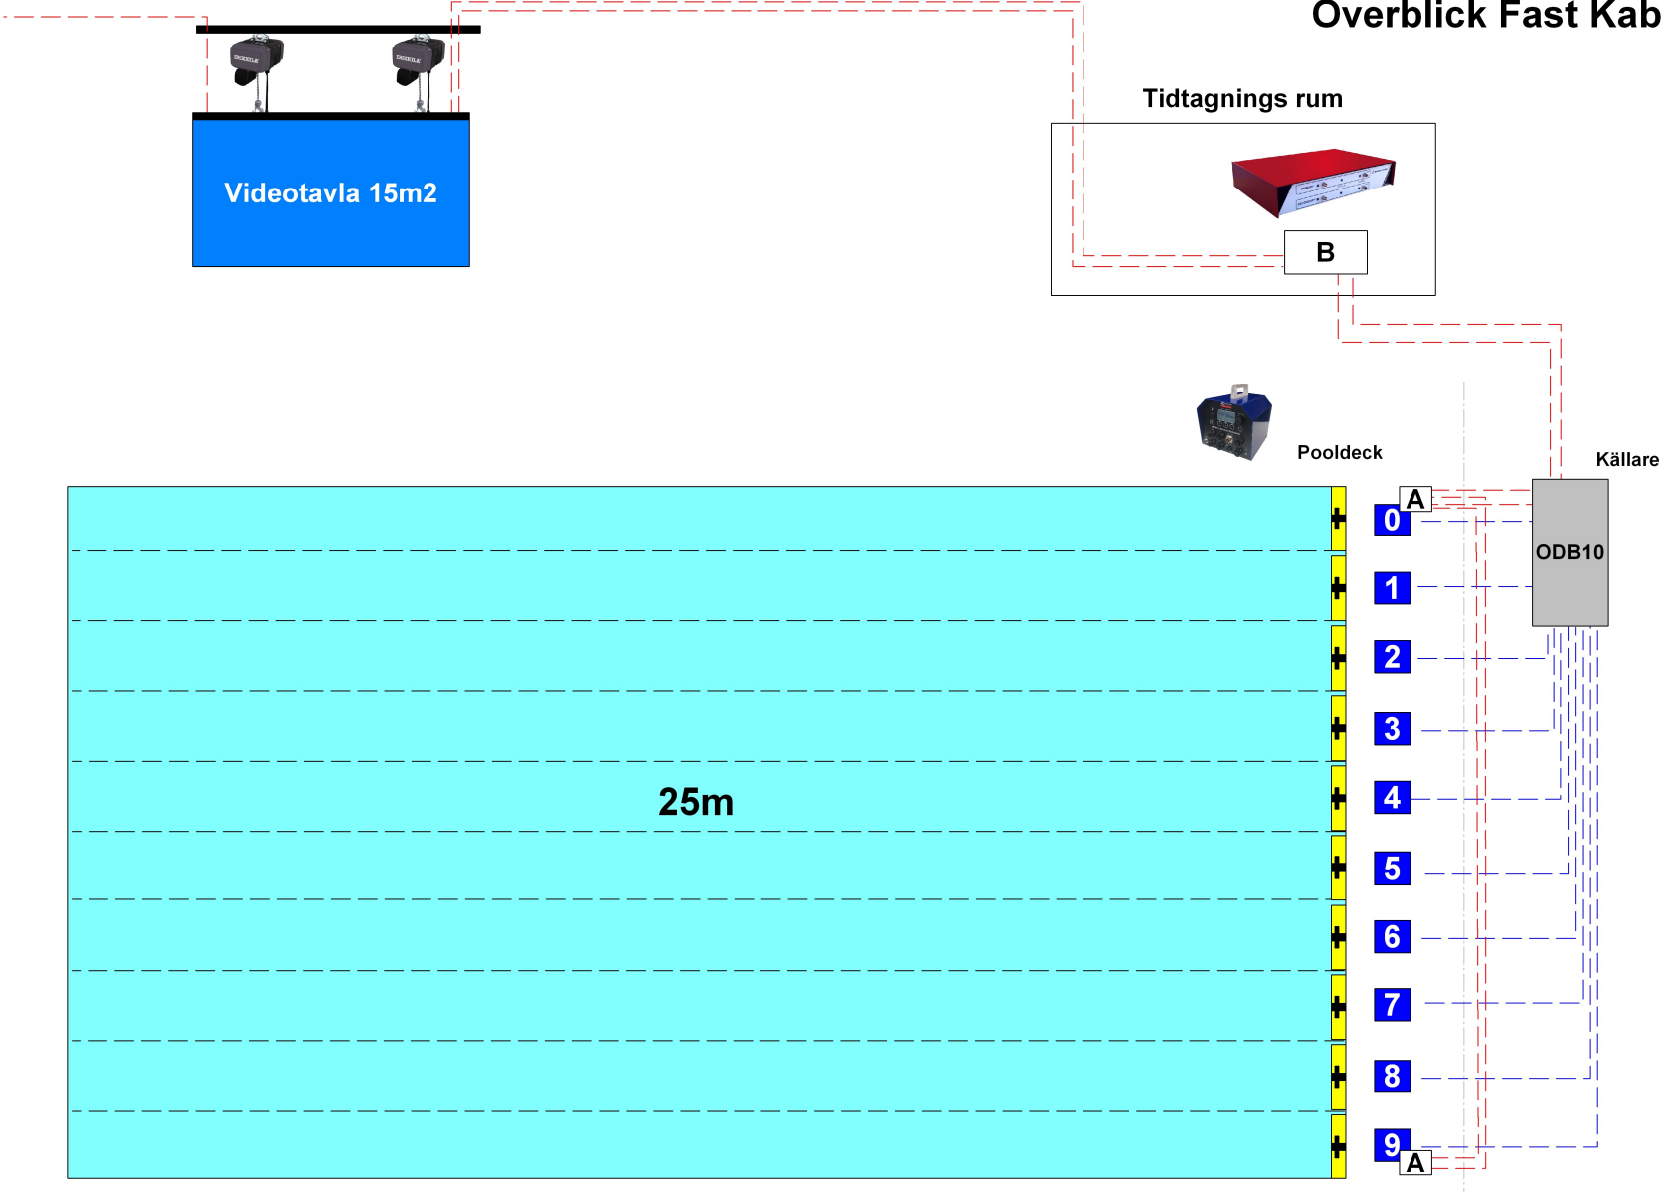 Overblick Fast Kab
Tidtagnings rum
Videotavla 15m2
B
Pooldeck
Källare
A
0
ODB10
1
2
3
25m
4
5
6
7
8
9
A